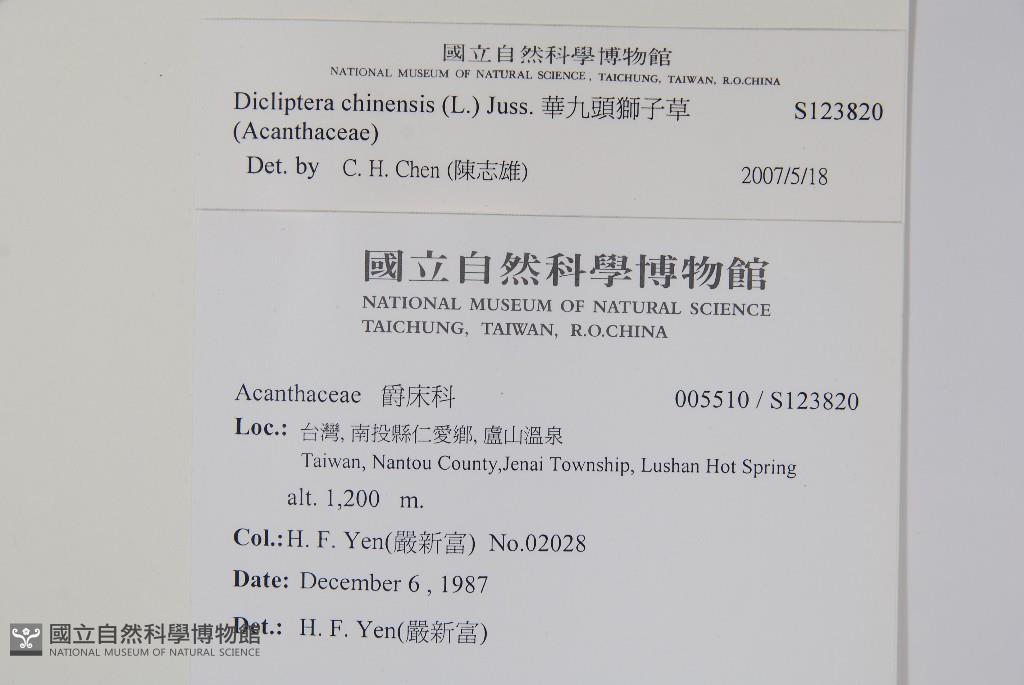 國立自然科學博物館
NATIONAL MUSEUM OF NATURAL SCIENCE, TAICHUNG, TAIWAN, R.O.CHINA
Dicliptera chinensis (L.) Juss. 華九頭獅子草 S123820
(Acanthaceae)
Det. by C. H. Chen (陳志雄) 2007/5/18
國立自然科學博物館
NATIONAL MUSEUM OF NATURAL SCIENCE
TAICHUNG, TAIWAN, R.O.CHINA
Acanthaceae 爵床科 005510 / S123820
Loc.: 台灣, 南投縣仁愛鄉, 廬山溫泉
Taiwan, Nantou County,Jenai Township, Lushan Hot Spring
alt. 1,200 m.
Col.: H. F. Yen(嚴新富) No.02028
Date: December 6 , 1987
Det.: H. F. Yen(嚴新富)
國立自然科學博物館
NATIONAL MUSEUM OF NATURAL SCIENCE